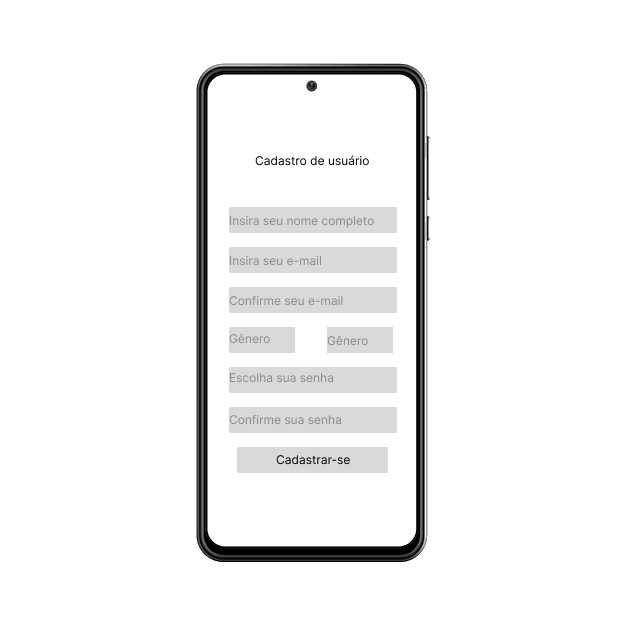 Cadastro de usuário
Insira seu nome completo
Insira seu e-mail
Confirme seu e-mail
Gênero
Gênero
Escolha sua senha
Confirme sua senha
Cadastrar-se